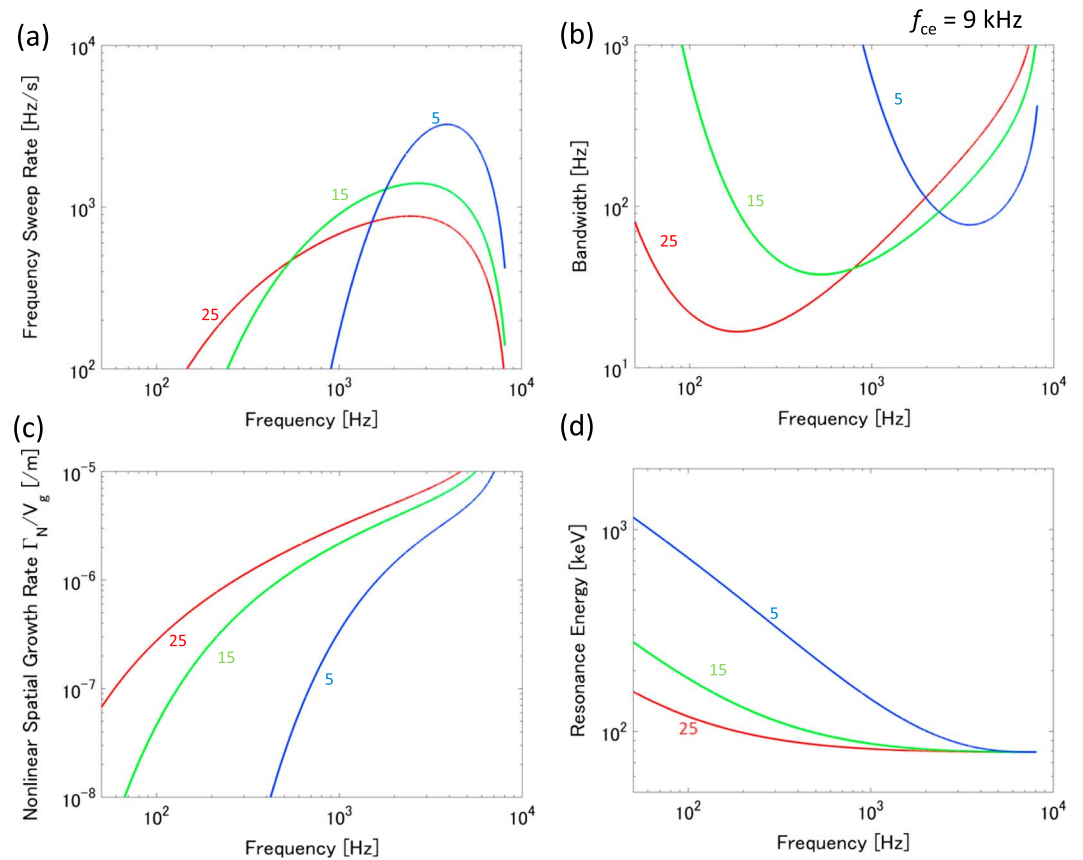 f_ce = 9 kHz
(a)
Frequency Sweep Rate [Hz/s]
10^4
10^3
10^2
5
15
25
10^2 10^3 10^4
Frequency [Hz]
(b)
Bandwidth [Hz]
10^3
10^2
10^1
5
15
25
10^2 10^3 10^4
Frequency [Hz]
(c)
Nonlinear Spatial Growth Rate Γ_N/V_g [/m]
10^-5
10^-6
10^-7
10^-8
25
15
5
10^2 10^3 10^4
Frequency [Hz]
(d)
Resonance Energy [keV]
10^3
10^2
5
15
25
10^2 10^3 10^4
Frequency [Hz]